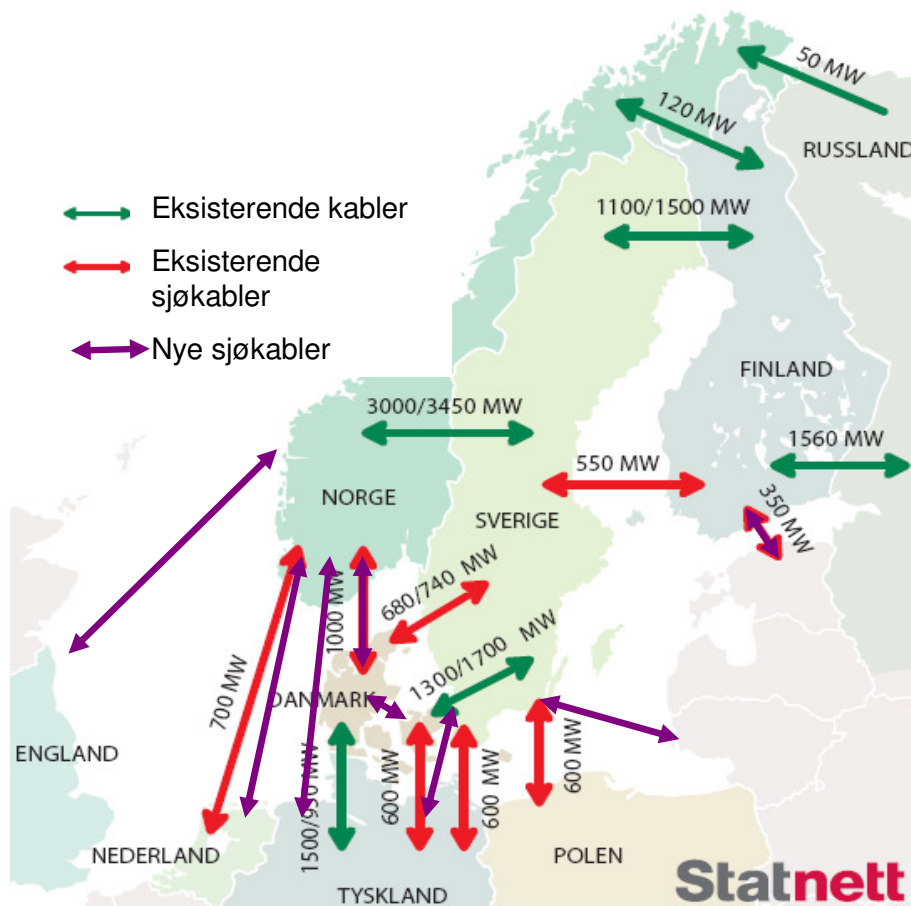 50 MW
120 MW
RUSSLAND
Eksisterende kabler
1100/1500 MW
Eksisterende
sjøkabler
Nye sjøkabler
FINLAND
3000/3450 MW
1560 MW
550 MW
NORGE
350 MW
SVERIGE
680/740 MW
1000 MW
1300/1700 MW
700 MW
DANMARK
ENGLAND
1500/950 MW
600 MW
600 MW
600 MW
NEDERLAND
POLEN
TYSKLAND
Statnett